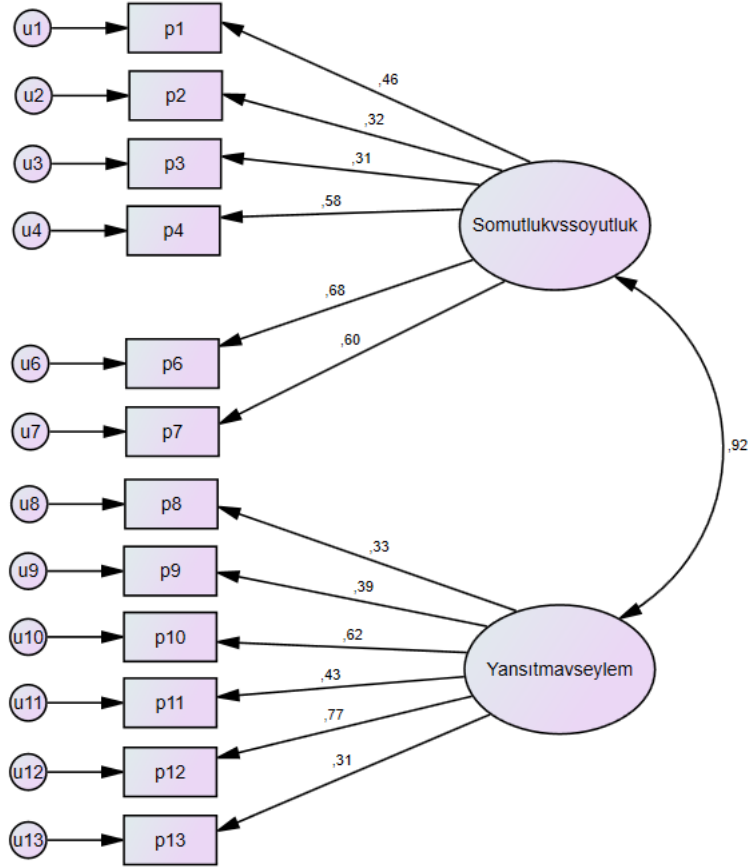 u1 p1
,46
u2 p2
,32
u3 p3
,31
u4 p4
,58
Somutlukvssoyutluk
,68
u6 p6
,60
u7 p7
,92
u8 p8
,33
u9 p9
,39
u10 p10
,62
Yansıtmavseylem
u11 p11
,43
,77
u12 p12
,31
u13 p13